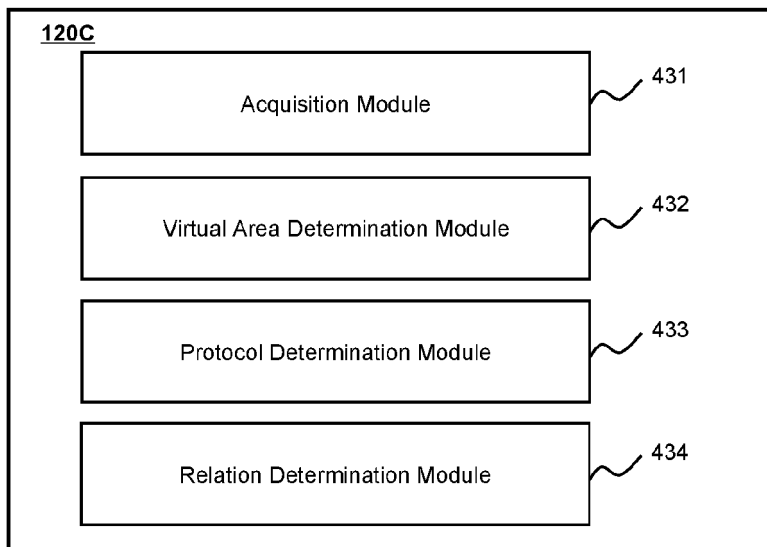 120C
Acquisition Module
431
Virtual Area Determination Module
432
Protocol Determination Module
433
Relation Determination Module
434